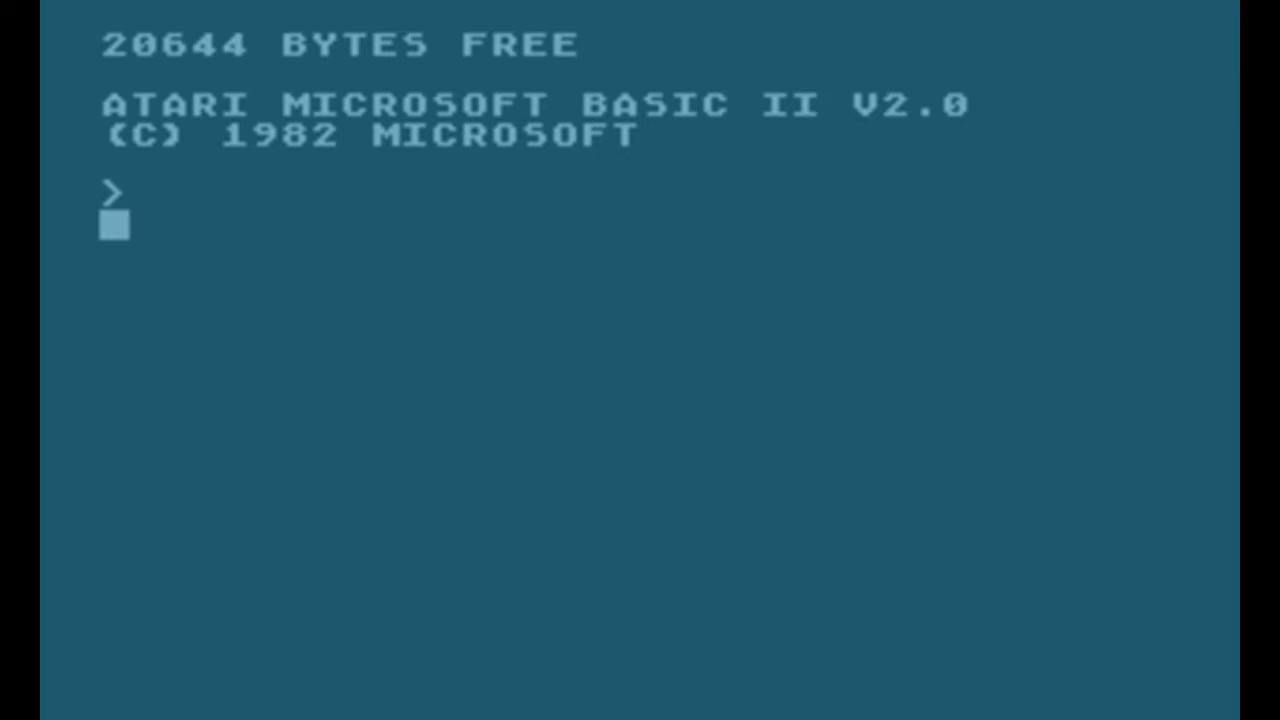 20644 BYTES FREE
ATARI MICROSOFT BASIC II V2.0
(C) 1982 MICROSOFT
>